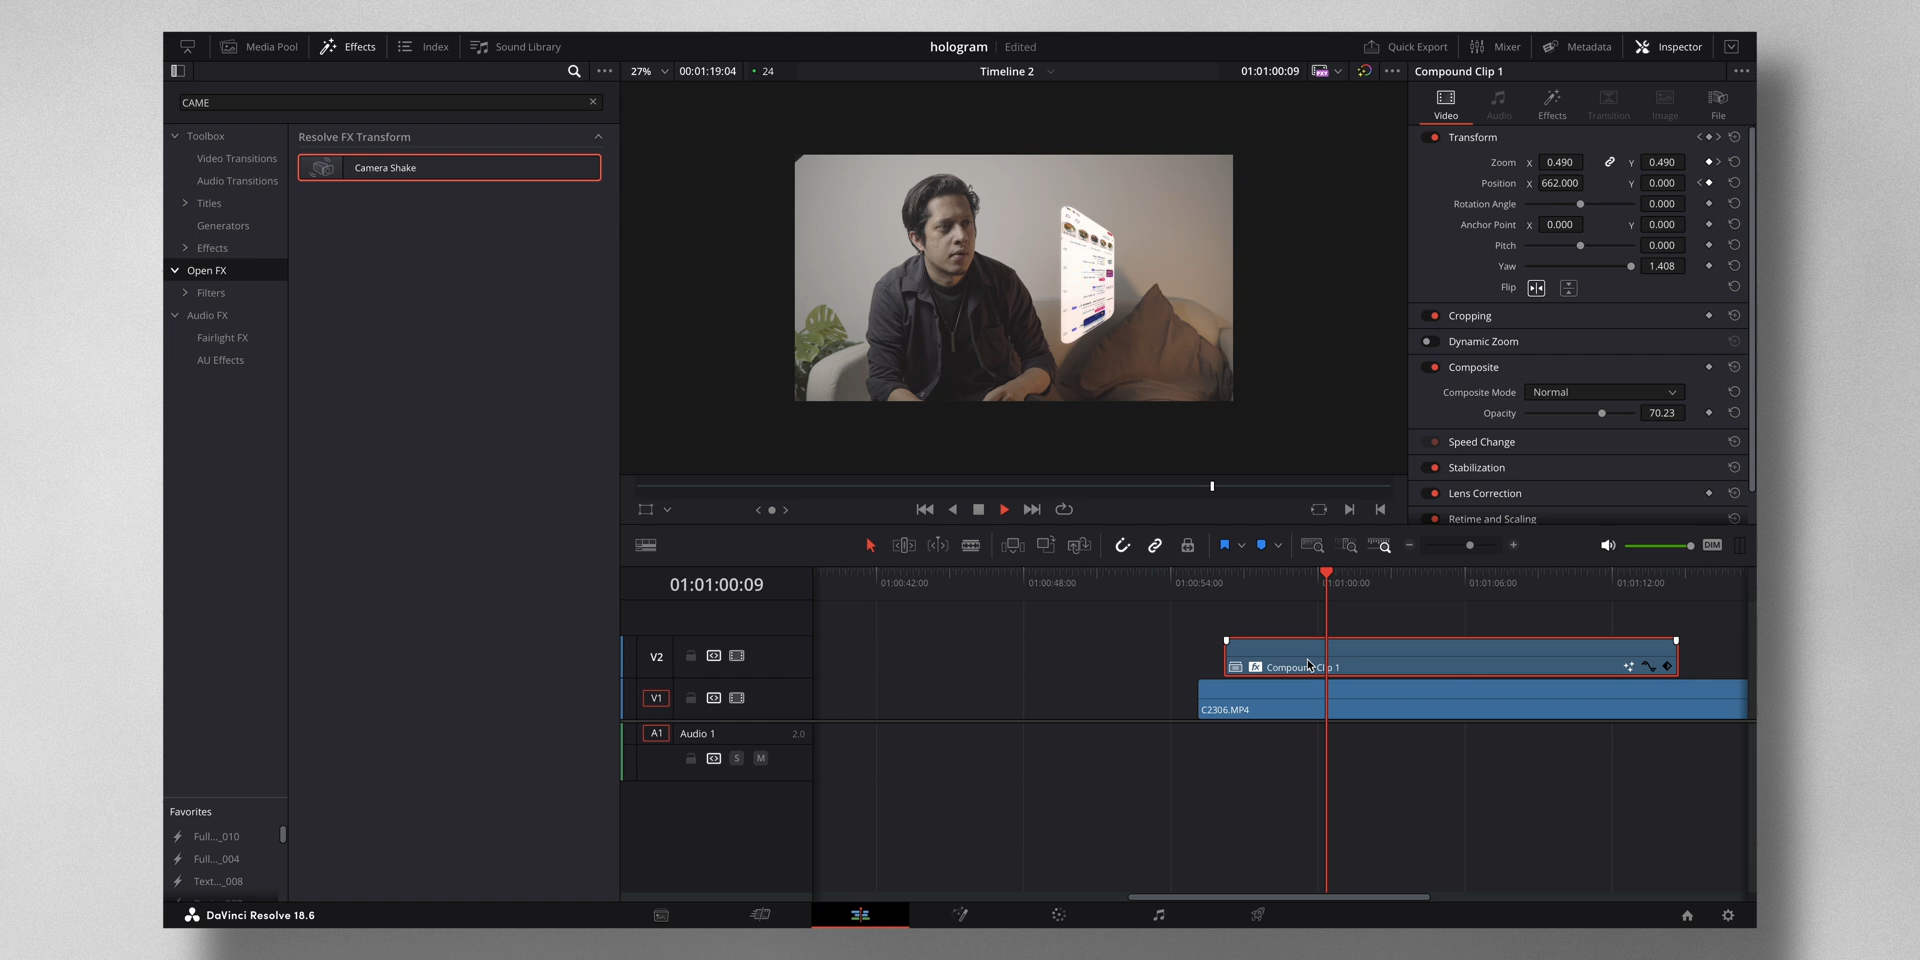 Media Pool Effects Index Sound Library hologram Edited Quick Export Mixer Metadata Inspector
27% 00:01:19:04 24 Timeline 2 01:01:00:09 Compound Clip 1
CAME
Video Audio Effects Transition Image File
Toolbox
Video Transitions
Audio Transitions
Titles
Generators
Effects
Open FX
Filters
Audio FX
Fairlight FX
AU Effects
Resolve FX Transform
Camera Shake
Transform
Zoom X 0.490 Y 0.490
Position X 662.000 Y 0.000
Rotation Angle 0.000
Anchor Point X 0.000 Y 0.000
Pitch 0.000
Yaw 1.408
Flip
Cropping
Dynamic Zoom
Composite
Composite Mode Normal
Opacity 70.23
Speed Change
Stabilization
Lens Correction
Retime and Scaling
DIM
01:01:00:09
01:00:42:00 01:00:48:00 01:00:54:00 01:01:00:00 01:01:06:00 01:01:12:00
V2
fx
V1
C2306.MP4
A1 Audio 1 2.0
S M
Favorites
Full..._010
Full..._004
Text..._008
DaVinci Resolve 18.6